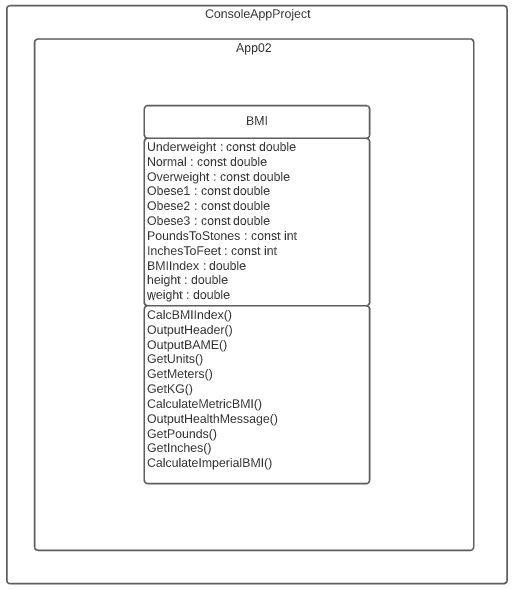 ConsoleAppProject
App02
BMI
Underweight : const double
Normal : const double
Overweight : const double
Obese1 : const double
Obese2 : const double
Obese3 : const double
PoundsToStones : const int
InchesToFeet : const int
BMIIndex : double
height : double
weight : double
CalcBMIIndex()
OutputHeader()
OutputBAME()
GetUnits()
GetMeters()
GetKG()
CalculateMetricBMI()
OutputHealthMessage()
GetPounds()
GetInches()
CalculateImperialBMI()